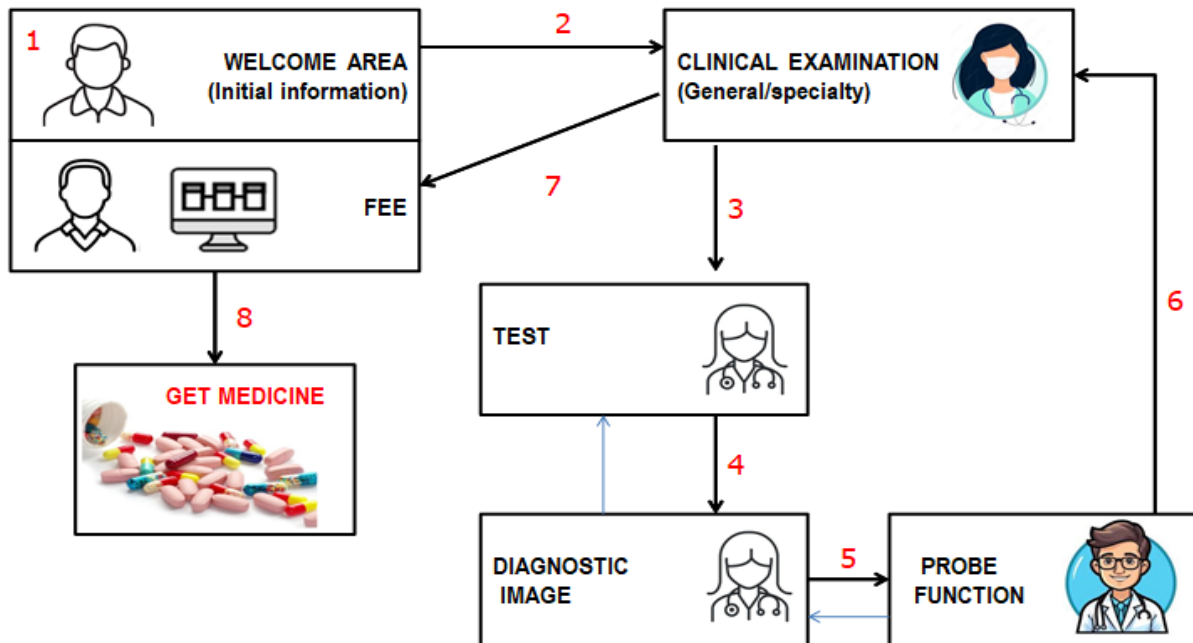 1
WELCOME AREA
(Initial information)
2
CLINICAL EXAMINATION
(General/specialty)
FEE
7
3
6
8
TEST
GET MEDICINE
4
DIAGNOSTIC
IMAGE
5
PROBE
FUNCTION